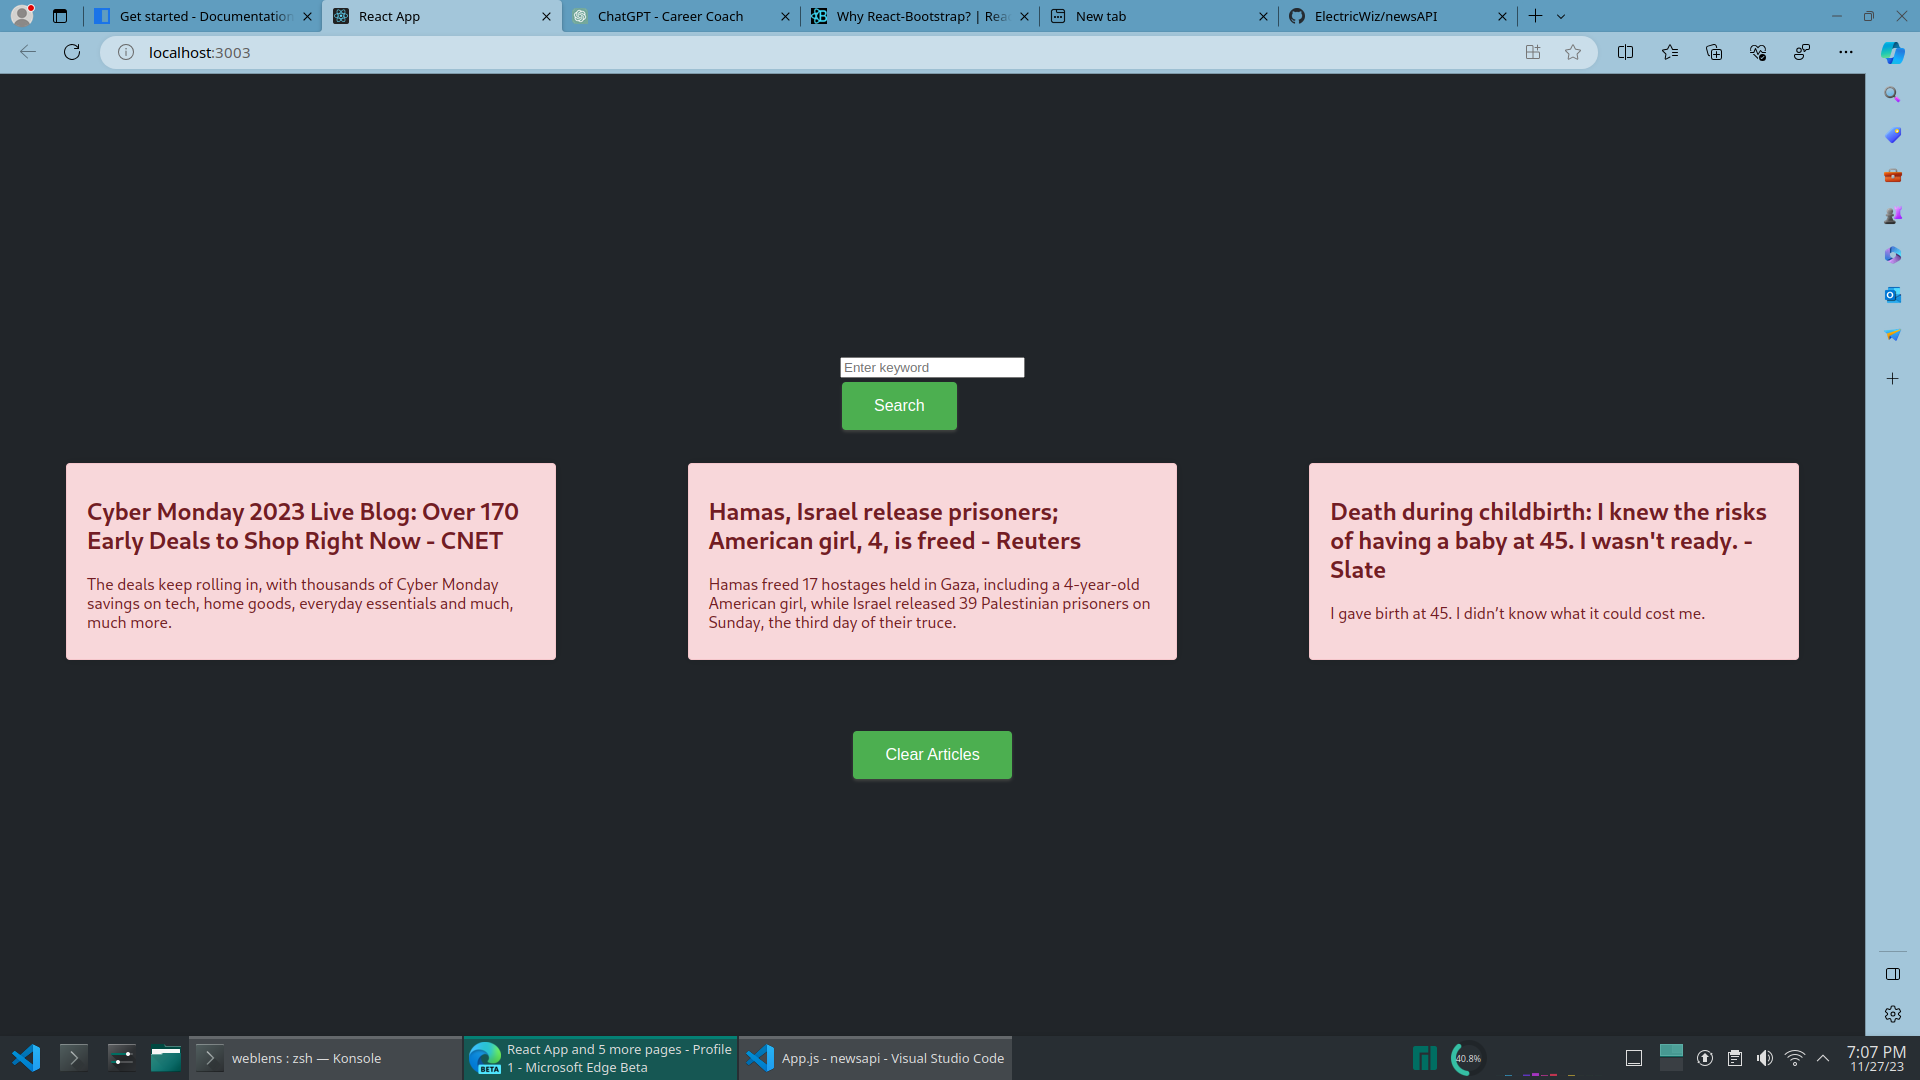 Get started - Documentation
React App
ChatGPT - Career Coach
Why React-Bootstrap? | Rea
New tab
ElectricWiz/newsAPI
localhost:3003
Enter keyword
Search
Cyber Monday 2023 Live Blog: Over 170
Early Deals to Shop Right Now - CNET
The deals keep rolling in, with thousands of Cyber Monday
savings on tech, home goods, everyday essentials and much,
much more.
Hamas, Israel release prisoners;
American girl, 4, is freed - Reuters
Hamas freed 17 hostages held in Gaza, including a 4-year-old
American girl, while Israel released 39 Palestinian prisoners on
Sunday, the third day of their truce.
Death during childbirth: I knew the risks
of having a baby at 45. I wasn't ready. -
Slate
I gave birth at 45. I didn’t know what it could cost me.
Clear Articles
weblens : zsh — Konsole
BETA
React App and 5 more pages - Profile
1 - Microsoft Edge Beta
App.js - newsapi - Visual Studio Code
40.8%
7:07 PM
11/27/23